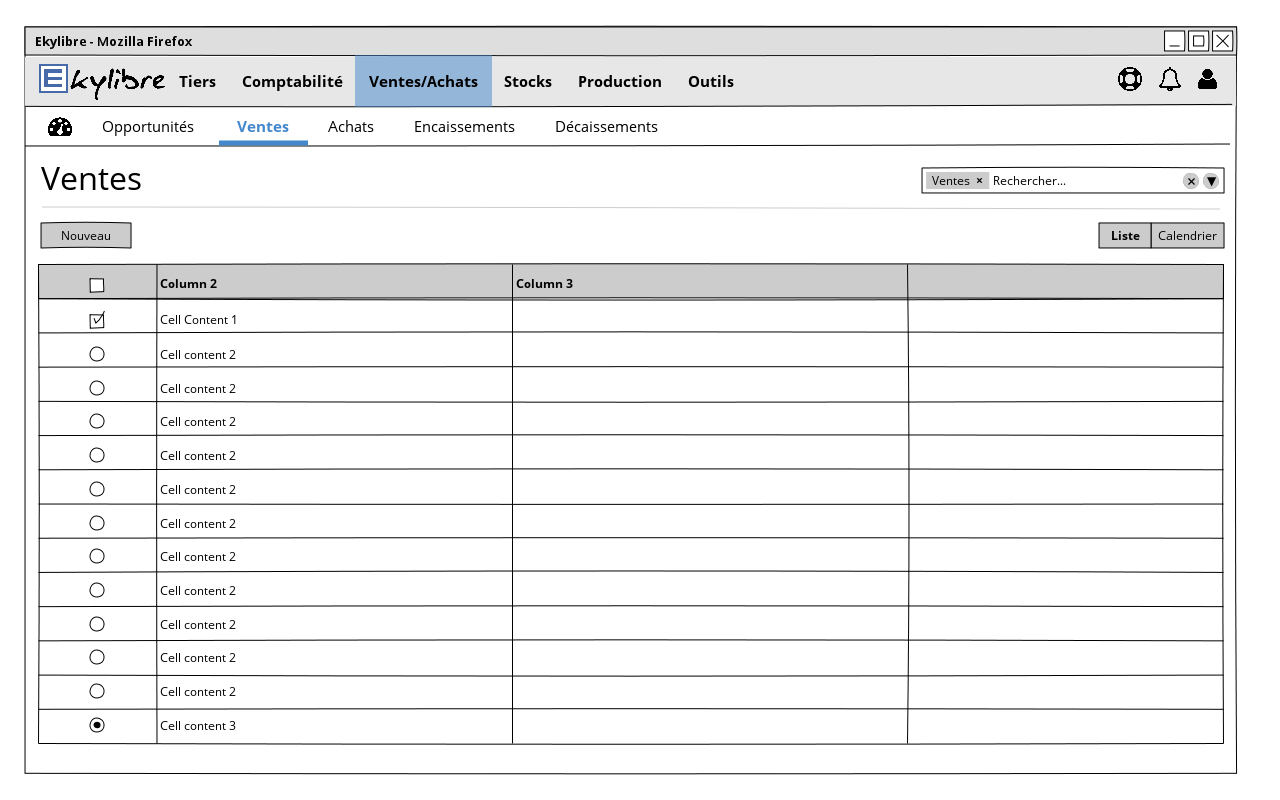 Ekylibre - Mozilla Firefox
Ekylibre Tiers Comptabilité Ventes/Achats Stocks Production Outils
Opportunités Ventes Achats Encaissements Décaissements
Ventes
Ventes × Rechercher...
Nouveau
Liste Calendrier
Column 2 Column 3
Cell Content 1
Cell content 2
Cell content 2
Cell content 2
Cell content 2
Cell content 2
Cell content 2
Cell content 2
Cell content 2
Cell content 2
Cell content 2
Cell content 2
Cell content 3